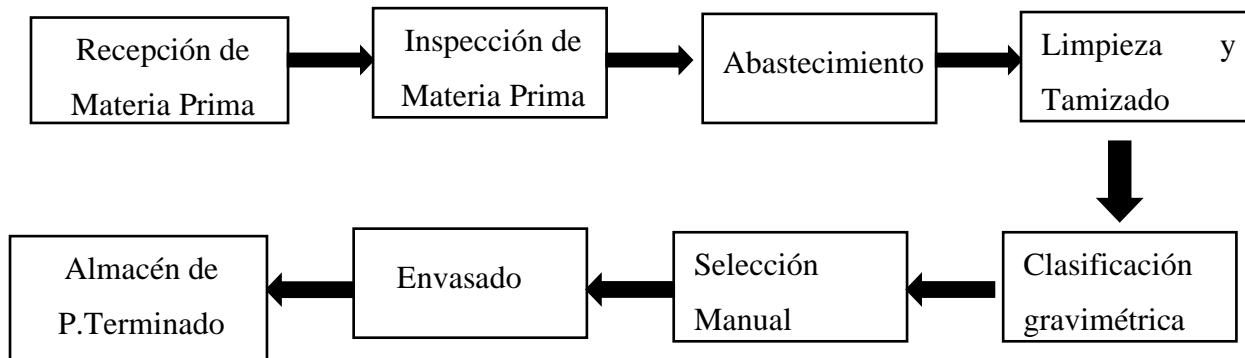 Recepción de
Materia Prima
Inspección de
Materia Prima
Abastecimiento
Limpieza y
Tamizado
Clasificación
gravimétrica
Selección
Manual
Envasado
Almacén de
P.Terminado